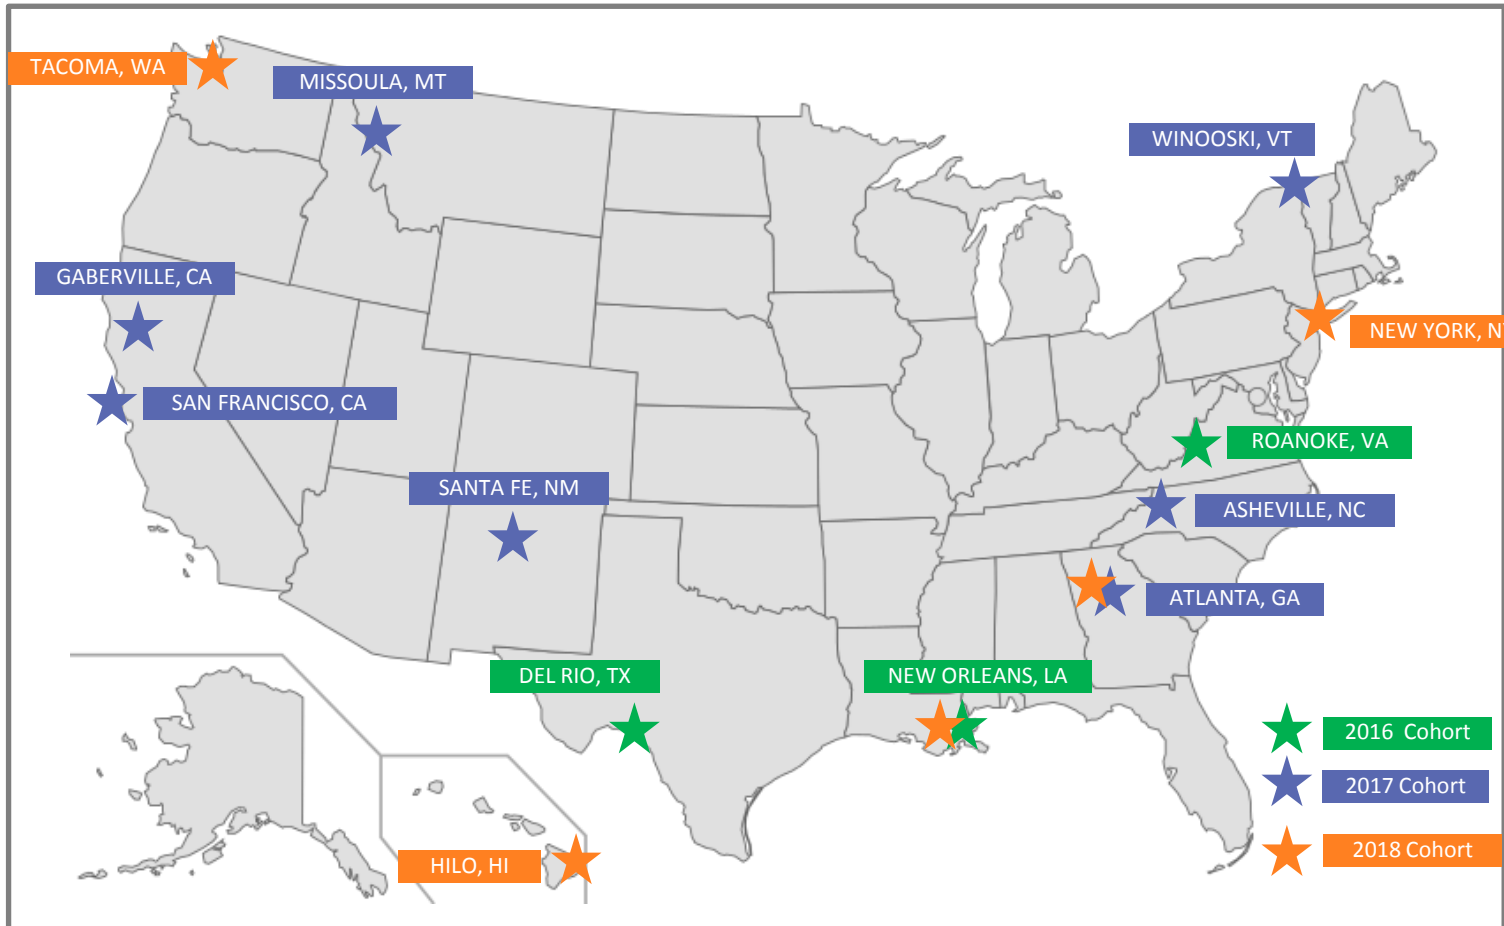 TACOMA, WA
MISSOULA, MT
WINOOSKI, VT
GABERVILLE, CA
NEW YORK, N
SAN FRANCISCO, CA
ROANOKE, VA
SANTA FE, NM
ASHEVILLE, NC
ATLANTA, GA
DEL RIO, TX
NEW ORLEANS, LA
2016 Cohort
2017 Cohort
2018 Cohort
HILO, HI